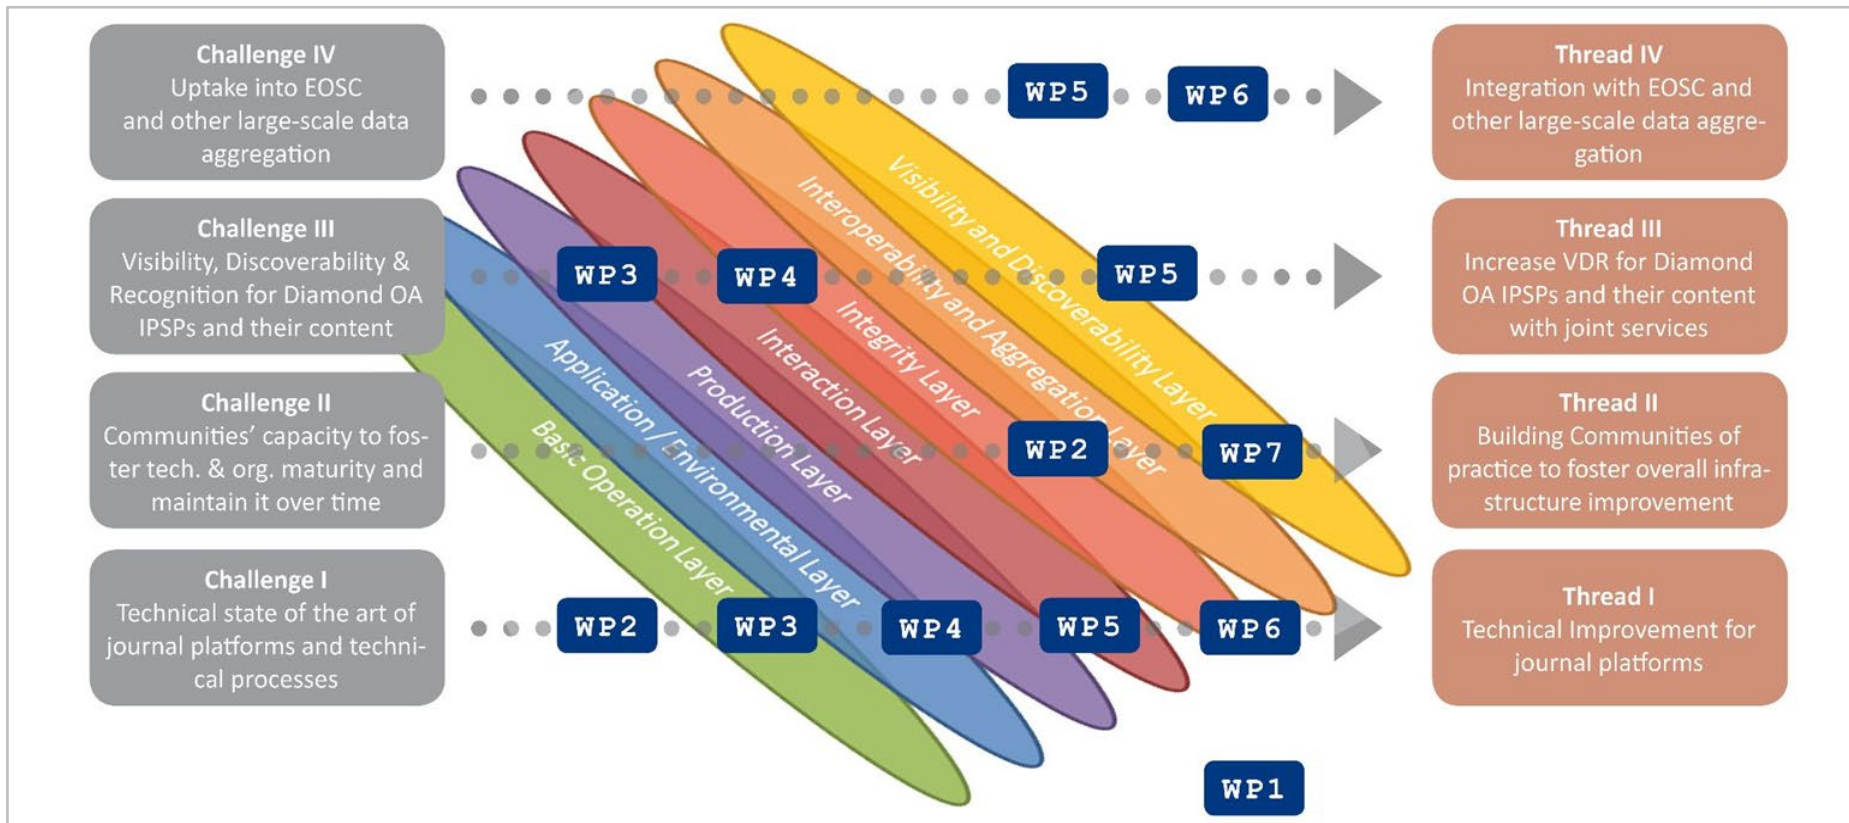 Challenge IV
Uptake into EOSC
and other large-scale data
aggregation
WP5
WP6
Thread IV
Integration with EOSC and
other large-scale data aggre-
gation
Challenge III
Visibility, Discoverability &
Recognition for Diamond OA
IPSPs and their content
WP3
WP4
WP5
Thread III
Increase VDR for Diamond
OA IPSPs and their content
with joint services
Challenge II
Communities’ capacity to fos-
ter tech. & org. maturity and
maintain it over time
WP2
WP7
Thread II
Building Communities of
practice to foster overall infra-
structure improvement
Challenge I
Technical state of the art of
journal platforms and techni-
cal processes
WP2
WP3
WP4
WP5
WP6
Thread I
Technical Improvement for
journal platforms
Basic Operation Layer
Application / Environmental Layer
Production Layer
Interaction Layer
Integrity Layer
Interoperability and Aggregation Layer
Visibility and Discoverability Layer
WP1